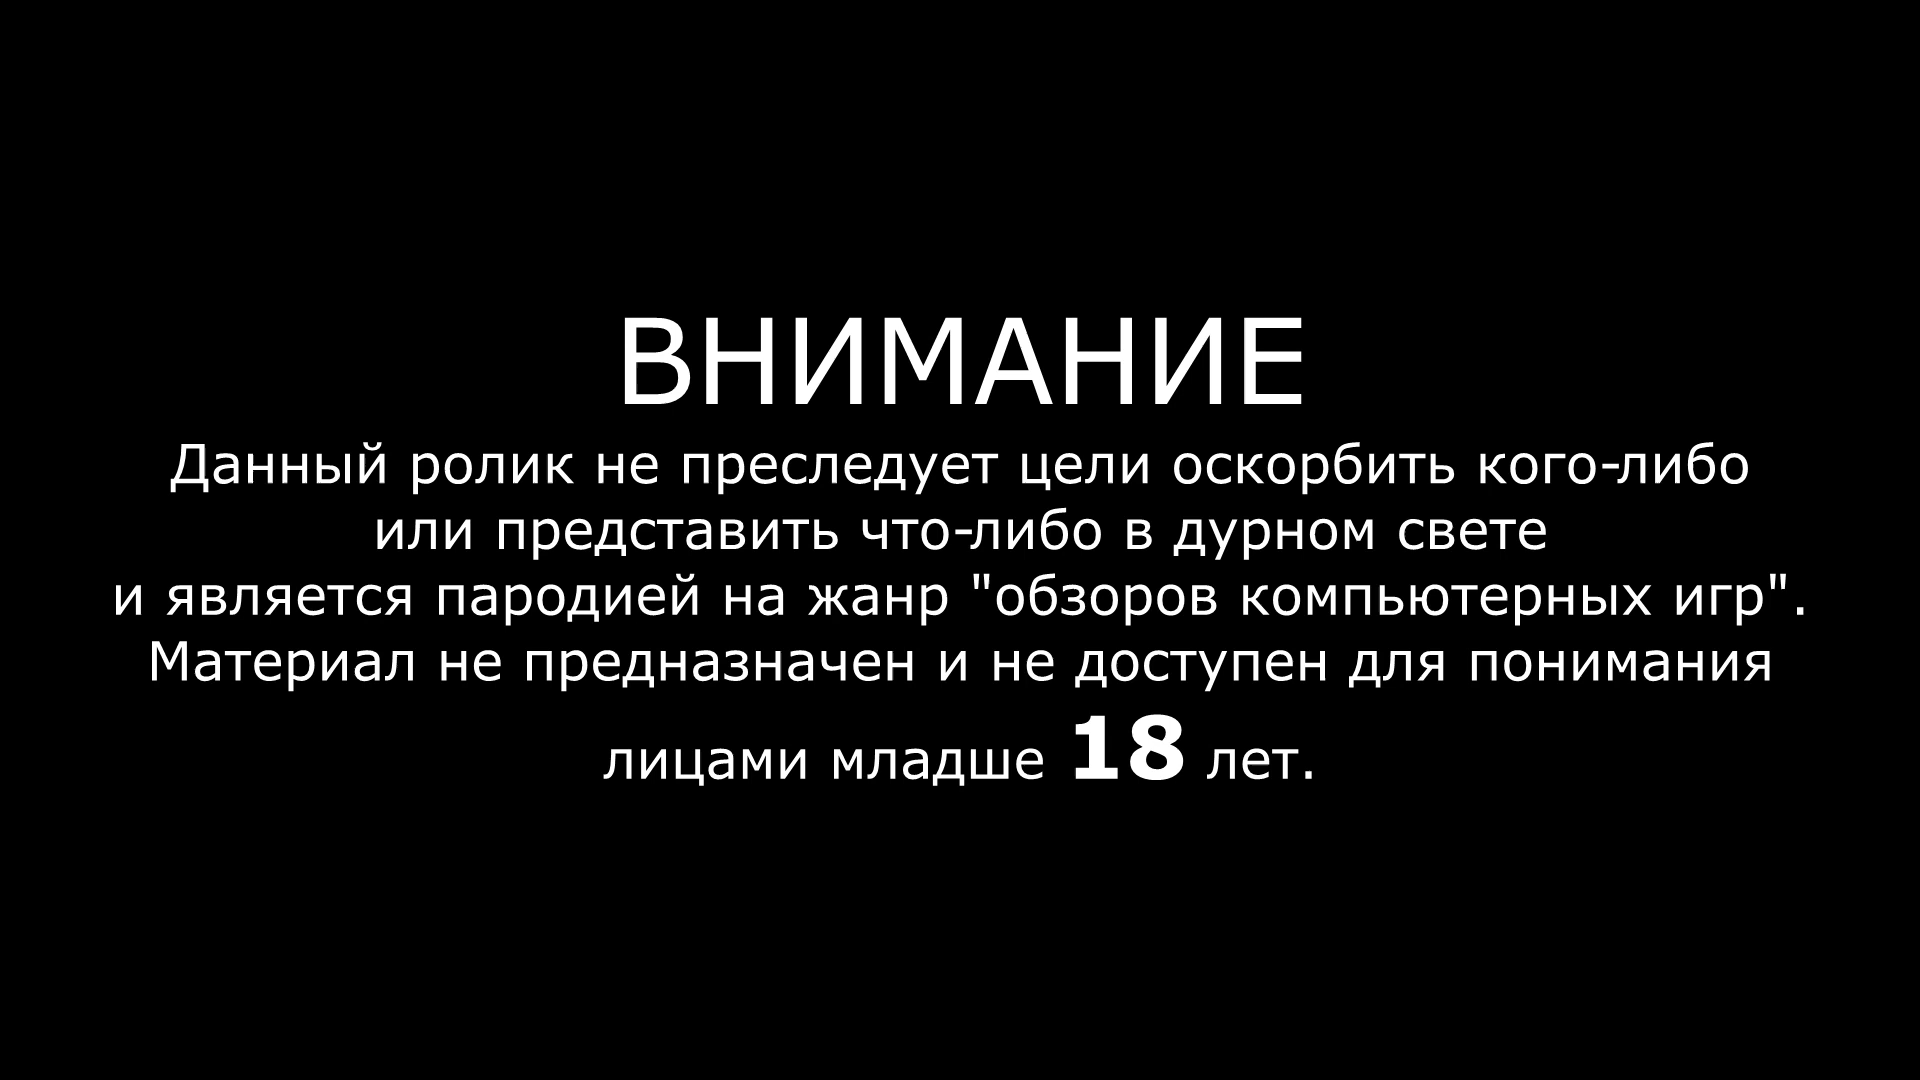 ВНИМАНИЕ
Данный ролик не преследует цели оскорбить кого-либо
или представить что-либо в дурном свете
и является пародией на жанр "обзоров компьютерных игр".
Материал не предназначен и не доступен для понимания
лицами младше 18 лет.